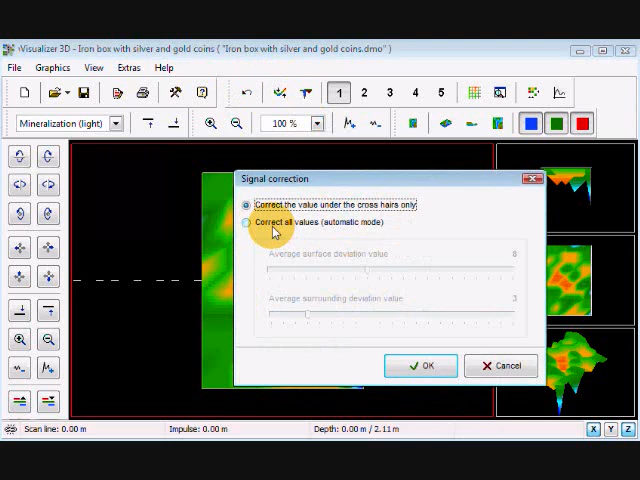 Visualizer 3D - Iron box with silver and gold coins ( "Iron box with silver and gold coins.dmo" )
File Graphics View Extras Help
1 2 3 4 5
Mineralization (light) 100 %
Signal correction
Correct the value under the cross hairs only
Correct all values (automatic mode)
Average surface deviation value 8
Average surrounding deviation value 3
OK Cancel
Scan line: 0.00 m Impulse: 0.00 m Depth: 0.00 m / 2.11 m X Y Z